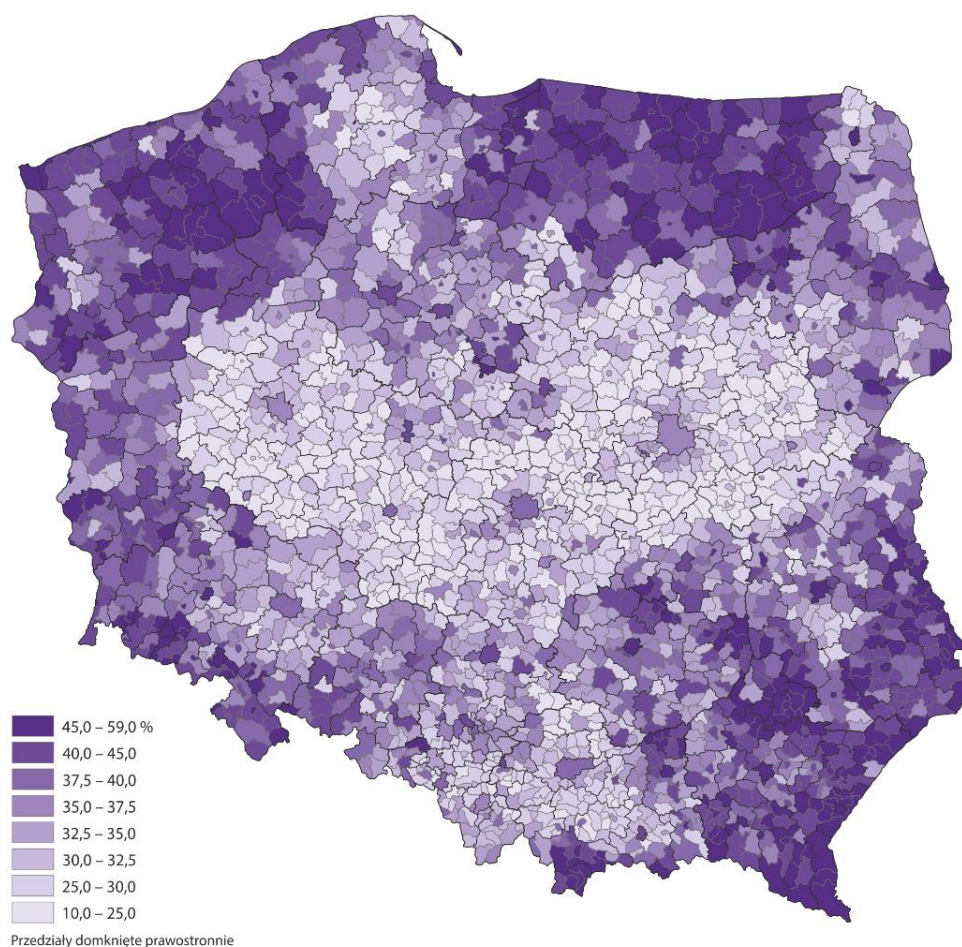 45,0 – 59,0 %
40,0 – 45,0
37,5 – 40,0
35,0 – 37,5
32,5 – 35,0
30,0 – 32,5
25,0 – 30,0
10,0 – 25,0
Przedziały domknięte prawostronnie